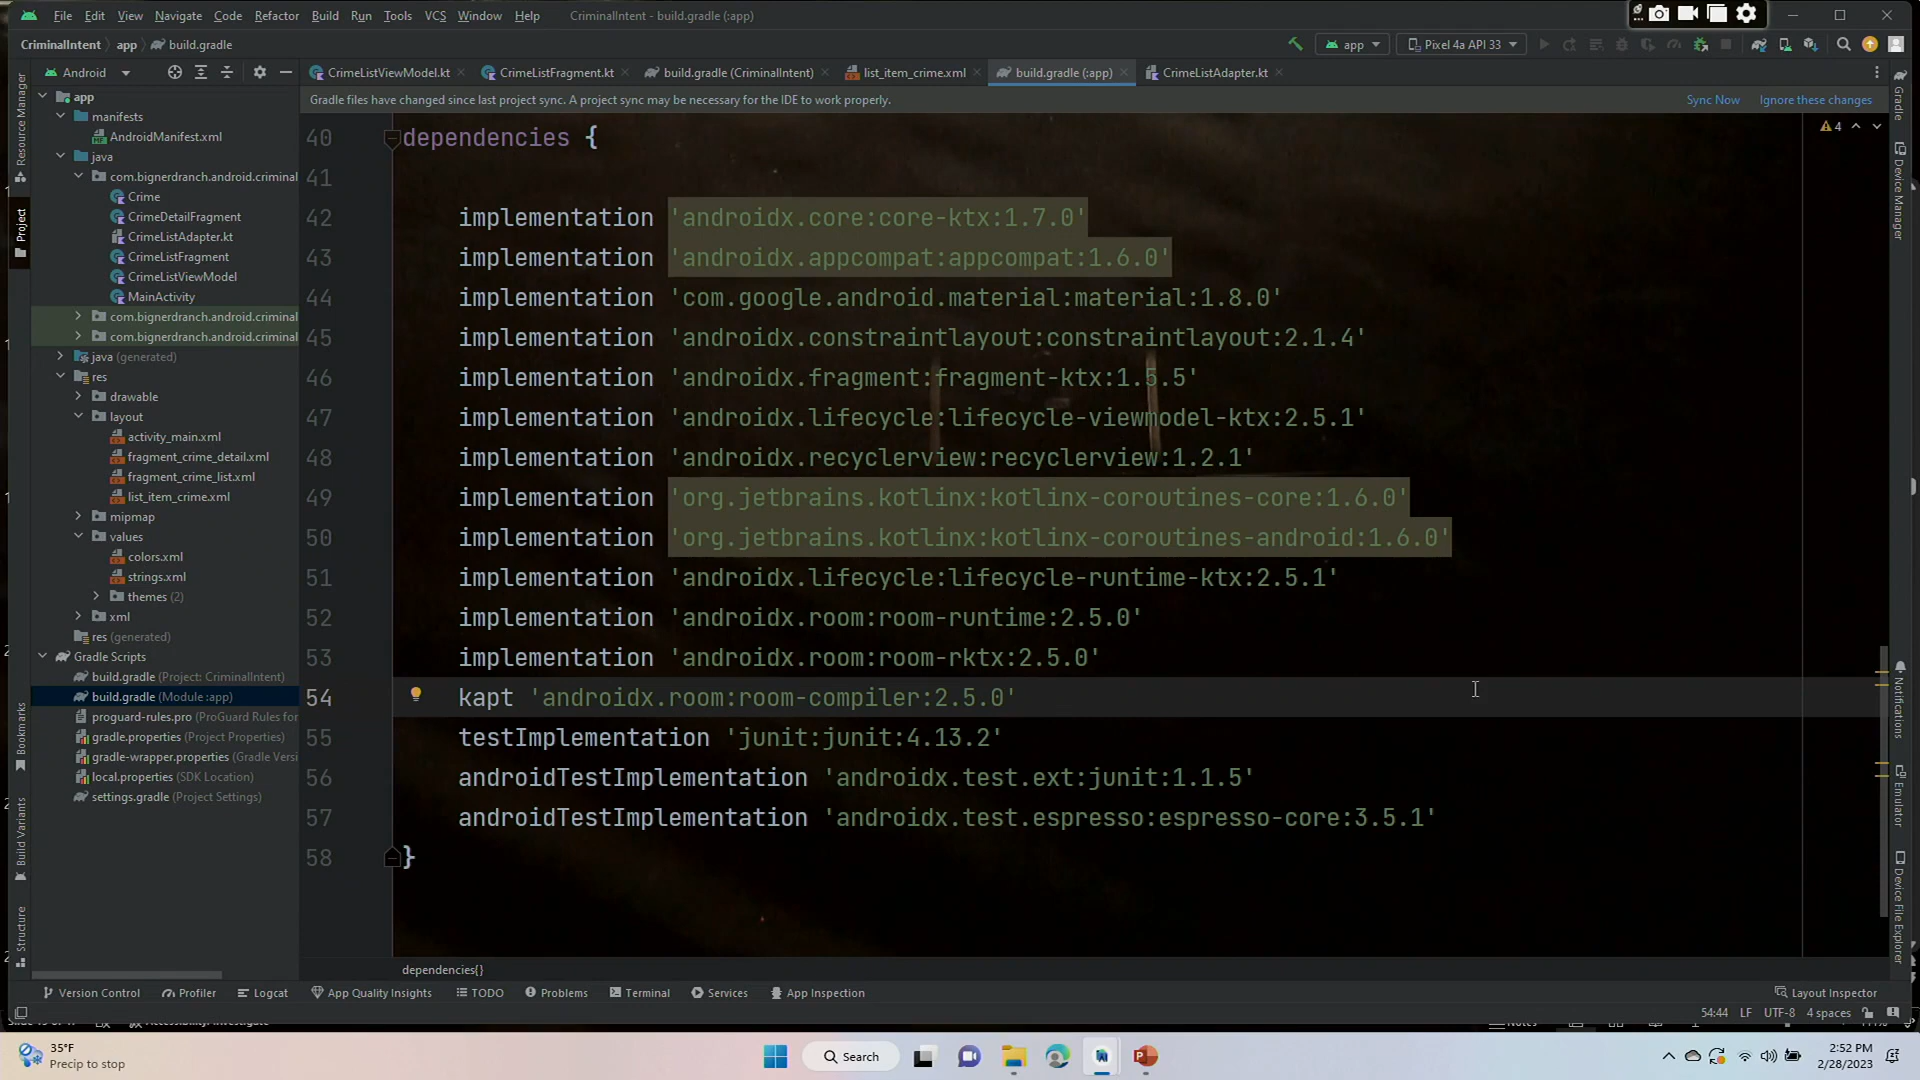 File Edit View Navigate Code Refactor Build Run Tools VCS Window Help CriminalIntent - build.gradle (:app)
CriminalIntent app build.gradle app Pixel 4a API 33
Android CrimeListViewModel.kt CrimeListFragment.kt build.gradle (CriminalIntent) list_item_crime.xml build.gradle (:app) CrimeListAdapter.kt
Gradle files have changed since last project sync. A project sync may be necessary for the IDE to work properly. Sync Now Ignore these changes
4
Resource Manager
Project
Bookmarks
Build Variants
Structure
app
manifests
AndroidManifest.xml
java
com.bignerdranch.android.criminal
Crime
CrimeDetailFragment
CrimeListAdapter.kt
CrimeListFragment
CrimeListViewModel
MainActivity
com.bignerdranch.android.criminal
com.bignerdranch.android.criminal
java (generated)
res
drawable
layout
activity_main.xml
fragment_crime_detail.xml
fragment_crime_list.xml
list_item_crime.xml
mipmap
values
colors.xml
strings.xml
themes (2)
xml
res (generated)
Gradle Scripts
build.gradle (Project: CriminalIntent)
build.gradle (Module :app)
proguard-rules.pro (ProGuard Rules for
gradle.properties (Project Properties)
gradle-wrapper.properties (Gradle Versi
local.properties (SDK Location)
settings.gradle (Project Settings)
40 dependencies {
41
42 implementation 'androidx.core:core-ktx:1.7.0'
43 implementation 'androidx.appcompat:appcompat:1.6.0'
44 implementation 'com.google.android.material:material:1.8.0'
45 implementation 'androidx.constraintlayout:constraintlayout:2.1.4'
46 implementation 'androidx.fragment:fragment-ktx:1.5.5'
47 implementation 'androidx.lifecycle:lifecycle-viewmodel-ktx:2.5.1'
48 implementation 'androidx.recyclerview:recyclerview:1.2.1'
49 implementation 'org.jetbrains.kotlinx:kotlinx-coroutines-core:1.6.0'
50 implementation 'org.jetbrains.kotlinx:kotlinx-coroutines-android:1.6.0'
51 implementation 'androidx.lifecycle:lifecycle-runtime-ktx:2.5.1'
52 implementation 'androidx.room:room-runtime:2.5.0'
53 implementation 'androidx.room:room-rktx:2.5.0'
54 kapt 'androidx.room:room-compiler:2.5.0'
55 testImplementation 'junit:junit:4.13.2'
56 androidTestImplementation 'androidx.test.ext:junit:1.1.5'
57 androidTestImplementation 'androidx.test.espresso:espresso-core:3.5.1'
58 }
dependencies{}
Gradle
Device Manager
Notifications
Emulator
Device File Explorer
Version Control Profiler Logcat App Quality Insights TODO Problems Terminal Services App Inspection Layout Inspector
54:44 LF UTF-8 4 spaces
35°F
Precip to stop
Search
2:52 PM
2/28/2023